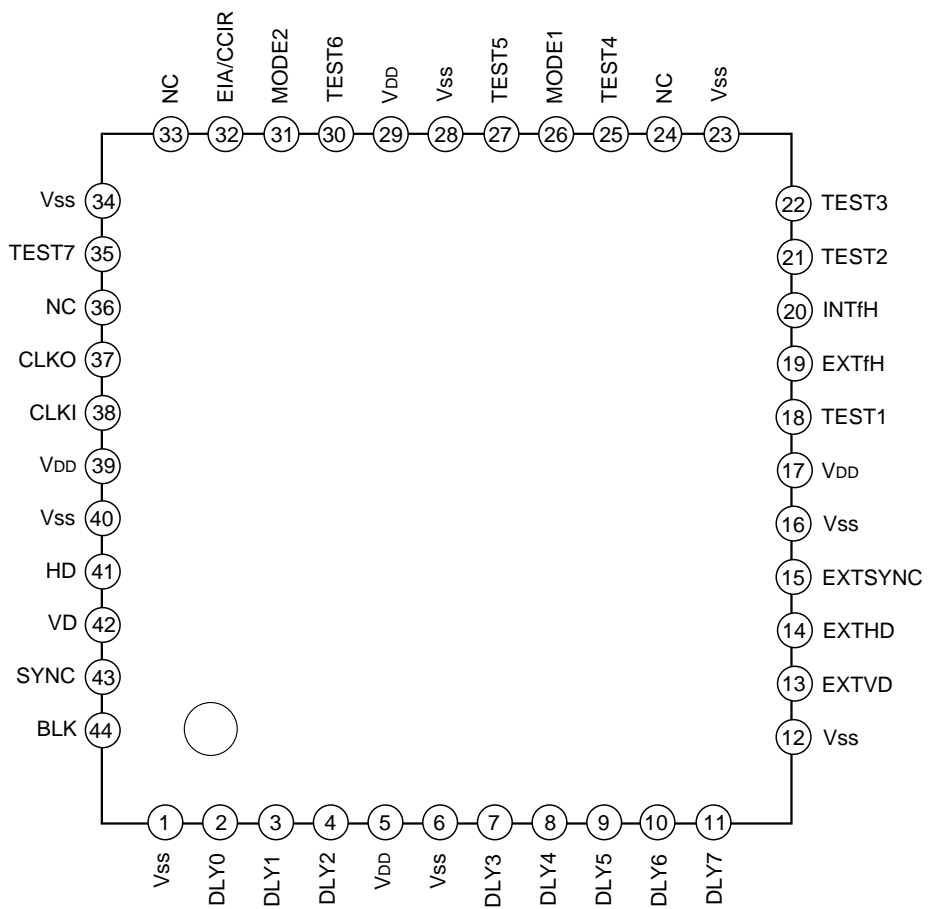 NC
EIA/CCIR
MODE2
TEST6
VDD
Vss
TEST5
MODE1
TEST4
NC
Vss
33
32
31
30
29
28
27
26
25
24
23
Vss 34
TEST7 35
NC 36
CLKO 37
CLKI 38
VDD 39
Vss 40
HD 41
VD 42
SYNC 43
BLK 44
22 TEST3
21 TEST2
20 INTfH
19 EXTfH
18 TEST1
17 VDD
16 Vss
15 EXTSYNC
14 EXTHD
13 EXTVD
12 Vss
1
2
3
4
5
6
7
8
9
10
11
Vss
DLY0
DLY1
DLY2
VDD
Vss
DLY3
DLY4
DLY5
DLY6
DLY7